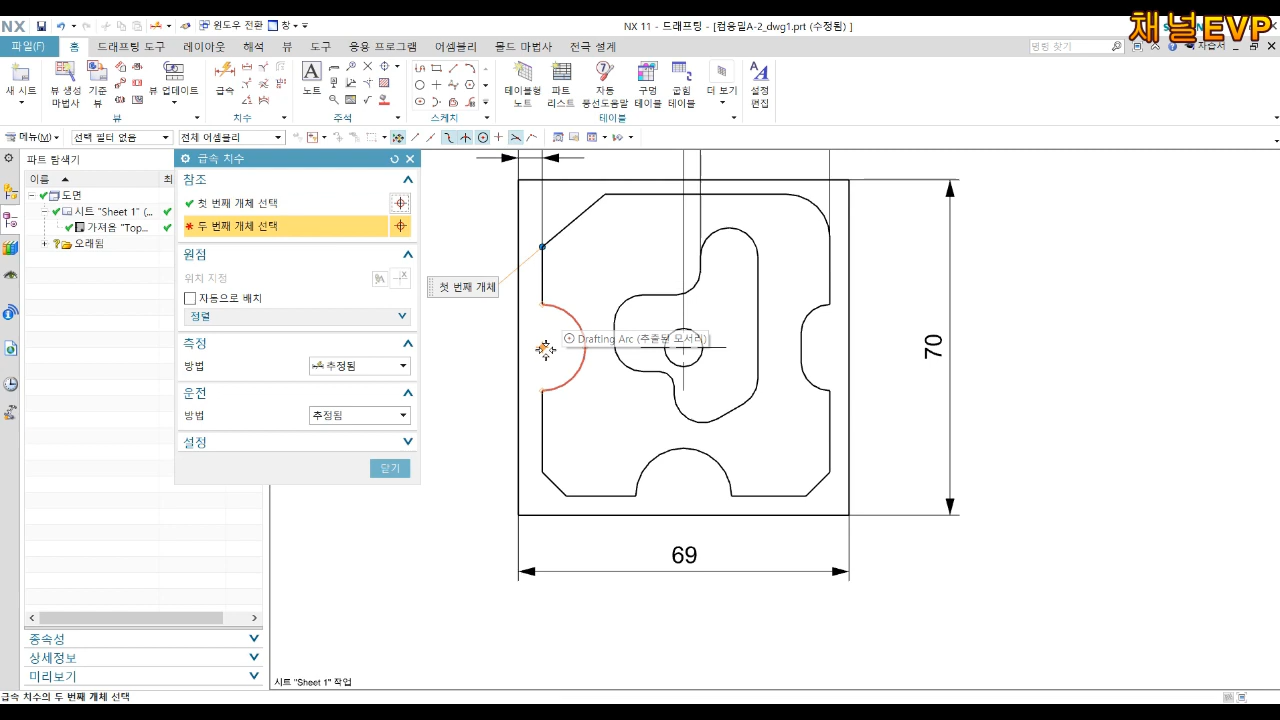 채널EVP
NX
윈도우 전환
창
NX 11 - 드래프팅 - [컴응밀A-2_dwg1.prt (수정됨) ]
파일(F)
홈
드래프팅 도구
레이아웃
해석
뷰
도구
응용 프로그램
어셈블리
몰드 마법사
전극 설계
명령 찾기
자습서
새 시트
뷰 생성 마법사
기준 뷰
뷰 업데이트
급속
노트
테이블형 노트
파트 리스트
자동 풍선도움말
구멍 테이블
굽힘 테이블
더 보기
설정 편집
뷰
치수
주석
스케치
테이블
메뉴(M)
선택 필터 없음
전체 어셈블리
파트 탐색기
이름
최
도면
시트 "Sheet 1" (...
가져옴 "Top...
오래됨
급속 치수
참조
첫 번째 개체 선택
* 두 번째 개체 선택
원점
위치 지정
자동으로 배치
정렬
측정
방법
추정됨
운전
방법
추정됨
설정
닫기
첫 번째 개체
Drafting Arc (추출된 모서리)
70
69
종속성
상세정보
미리보기
시트 "Sheet 1" 작업
급속 치수의 두 번째 개체 선택